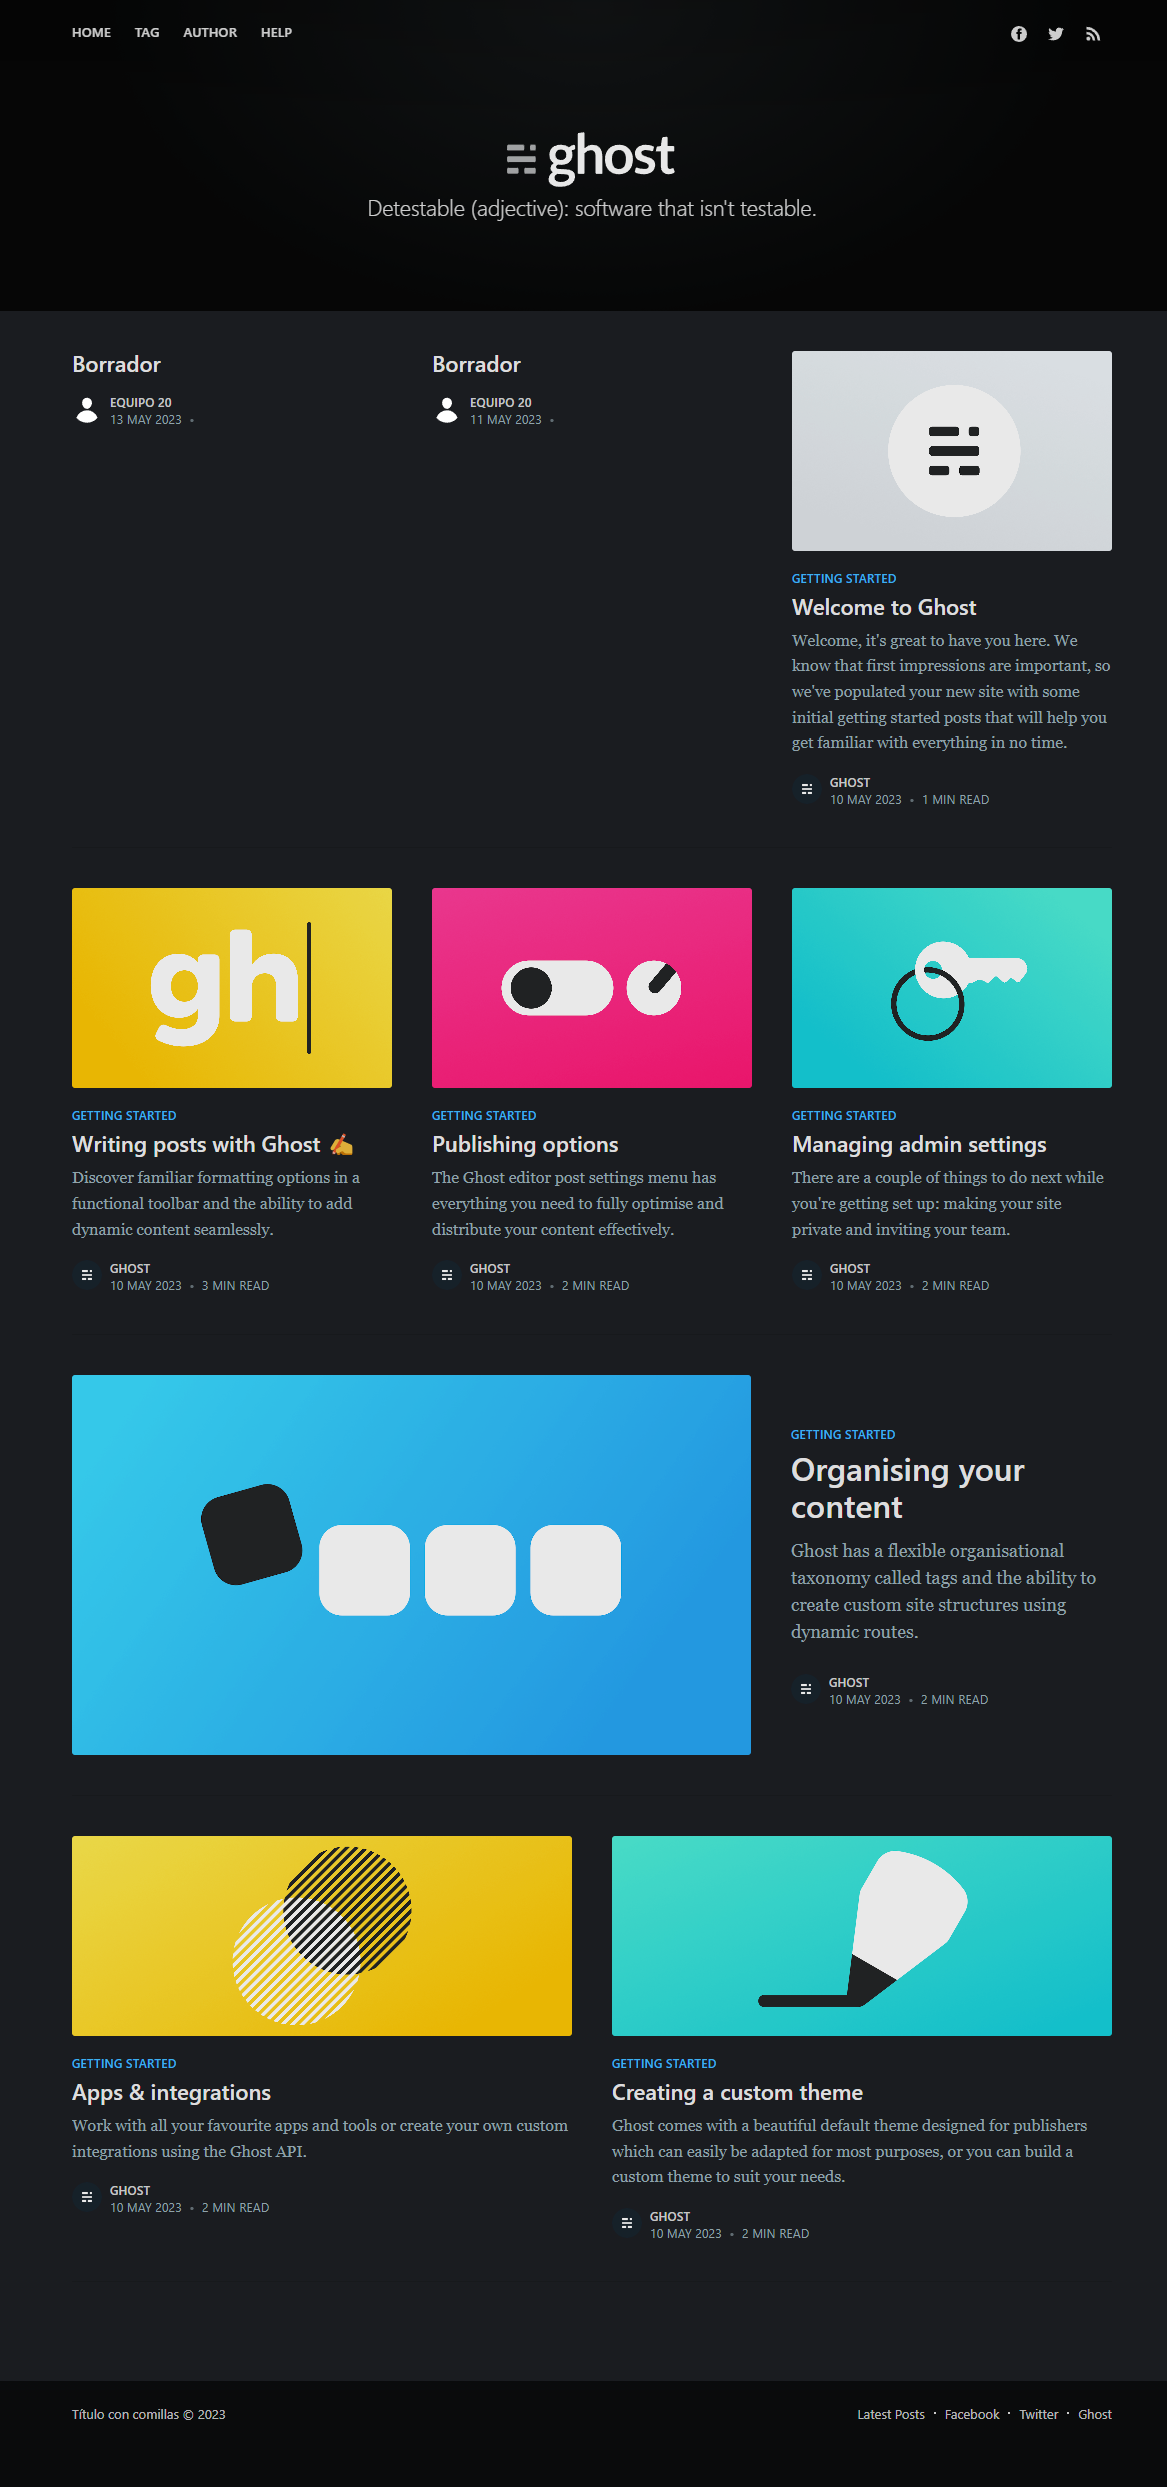 HOME TAG AUTHOR HELP
ghost
Detestable (adjective): software that isn't testable.
Borrador
EQUIPO 20
13 MAY 2023 •
Borrador
EQUIPO 20
11 MAY 2023 •
GETTING STARTED
Welcome to Ghost
Welcome, it's great to have you here. We
know that first impressions are important, so
we've populated your new site with some
initial getting started posts that will help you
get familiar with everything in no time.
GHOST
10 MAY 2023 • 1 MIN READ
gh
GETTING STARTED
Writing posts with Ghost ✍️
Discover familiar formatting options in a
functional toolbar and the ability to add
dynamic content seamlessly.
GHOST
10 MAY 2023 • 3 MIN READ
GETTING STARTED
Publishing options
The Ghost editor post settings menu has
everything you need to fully optimise and
distribute your content effectively.
GHOST
10 MAY 2023 • 2 MIN READ
GETTING STARTED
Managing admin settings
There are a couple of things to do next while
you're getting set up: making your site
private and inviting your team.
GHOST
10 MAY 2023 • 2 MIN READ
GETTING STARTED
Organising your
content
Ghost has a flexible organisational
taxonomy called tags and the ability to
create custom site structures using
dynamic routes.
GHOST
10 MAY 2023 • 2 MIN READ
GETTING STARTED
Apps & integrations
Work with all your favourite apps and tools or create your own custom
integrations using the Ghost API.
GHOST
10 MAY 2023 • 2 MIN READ
GETTING STARTED
Creating a custom theme
Ghost comes with a beautiful default theme designed for publishers
which can easily be adapted for most purposes, or you can build a
custom theme to suit your needs.
GHOST
10 MAY 2023 • 2 MIN READ
Título con comillas © 2023
Latest Posts • Facebook • Twitter • Ghost